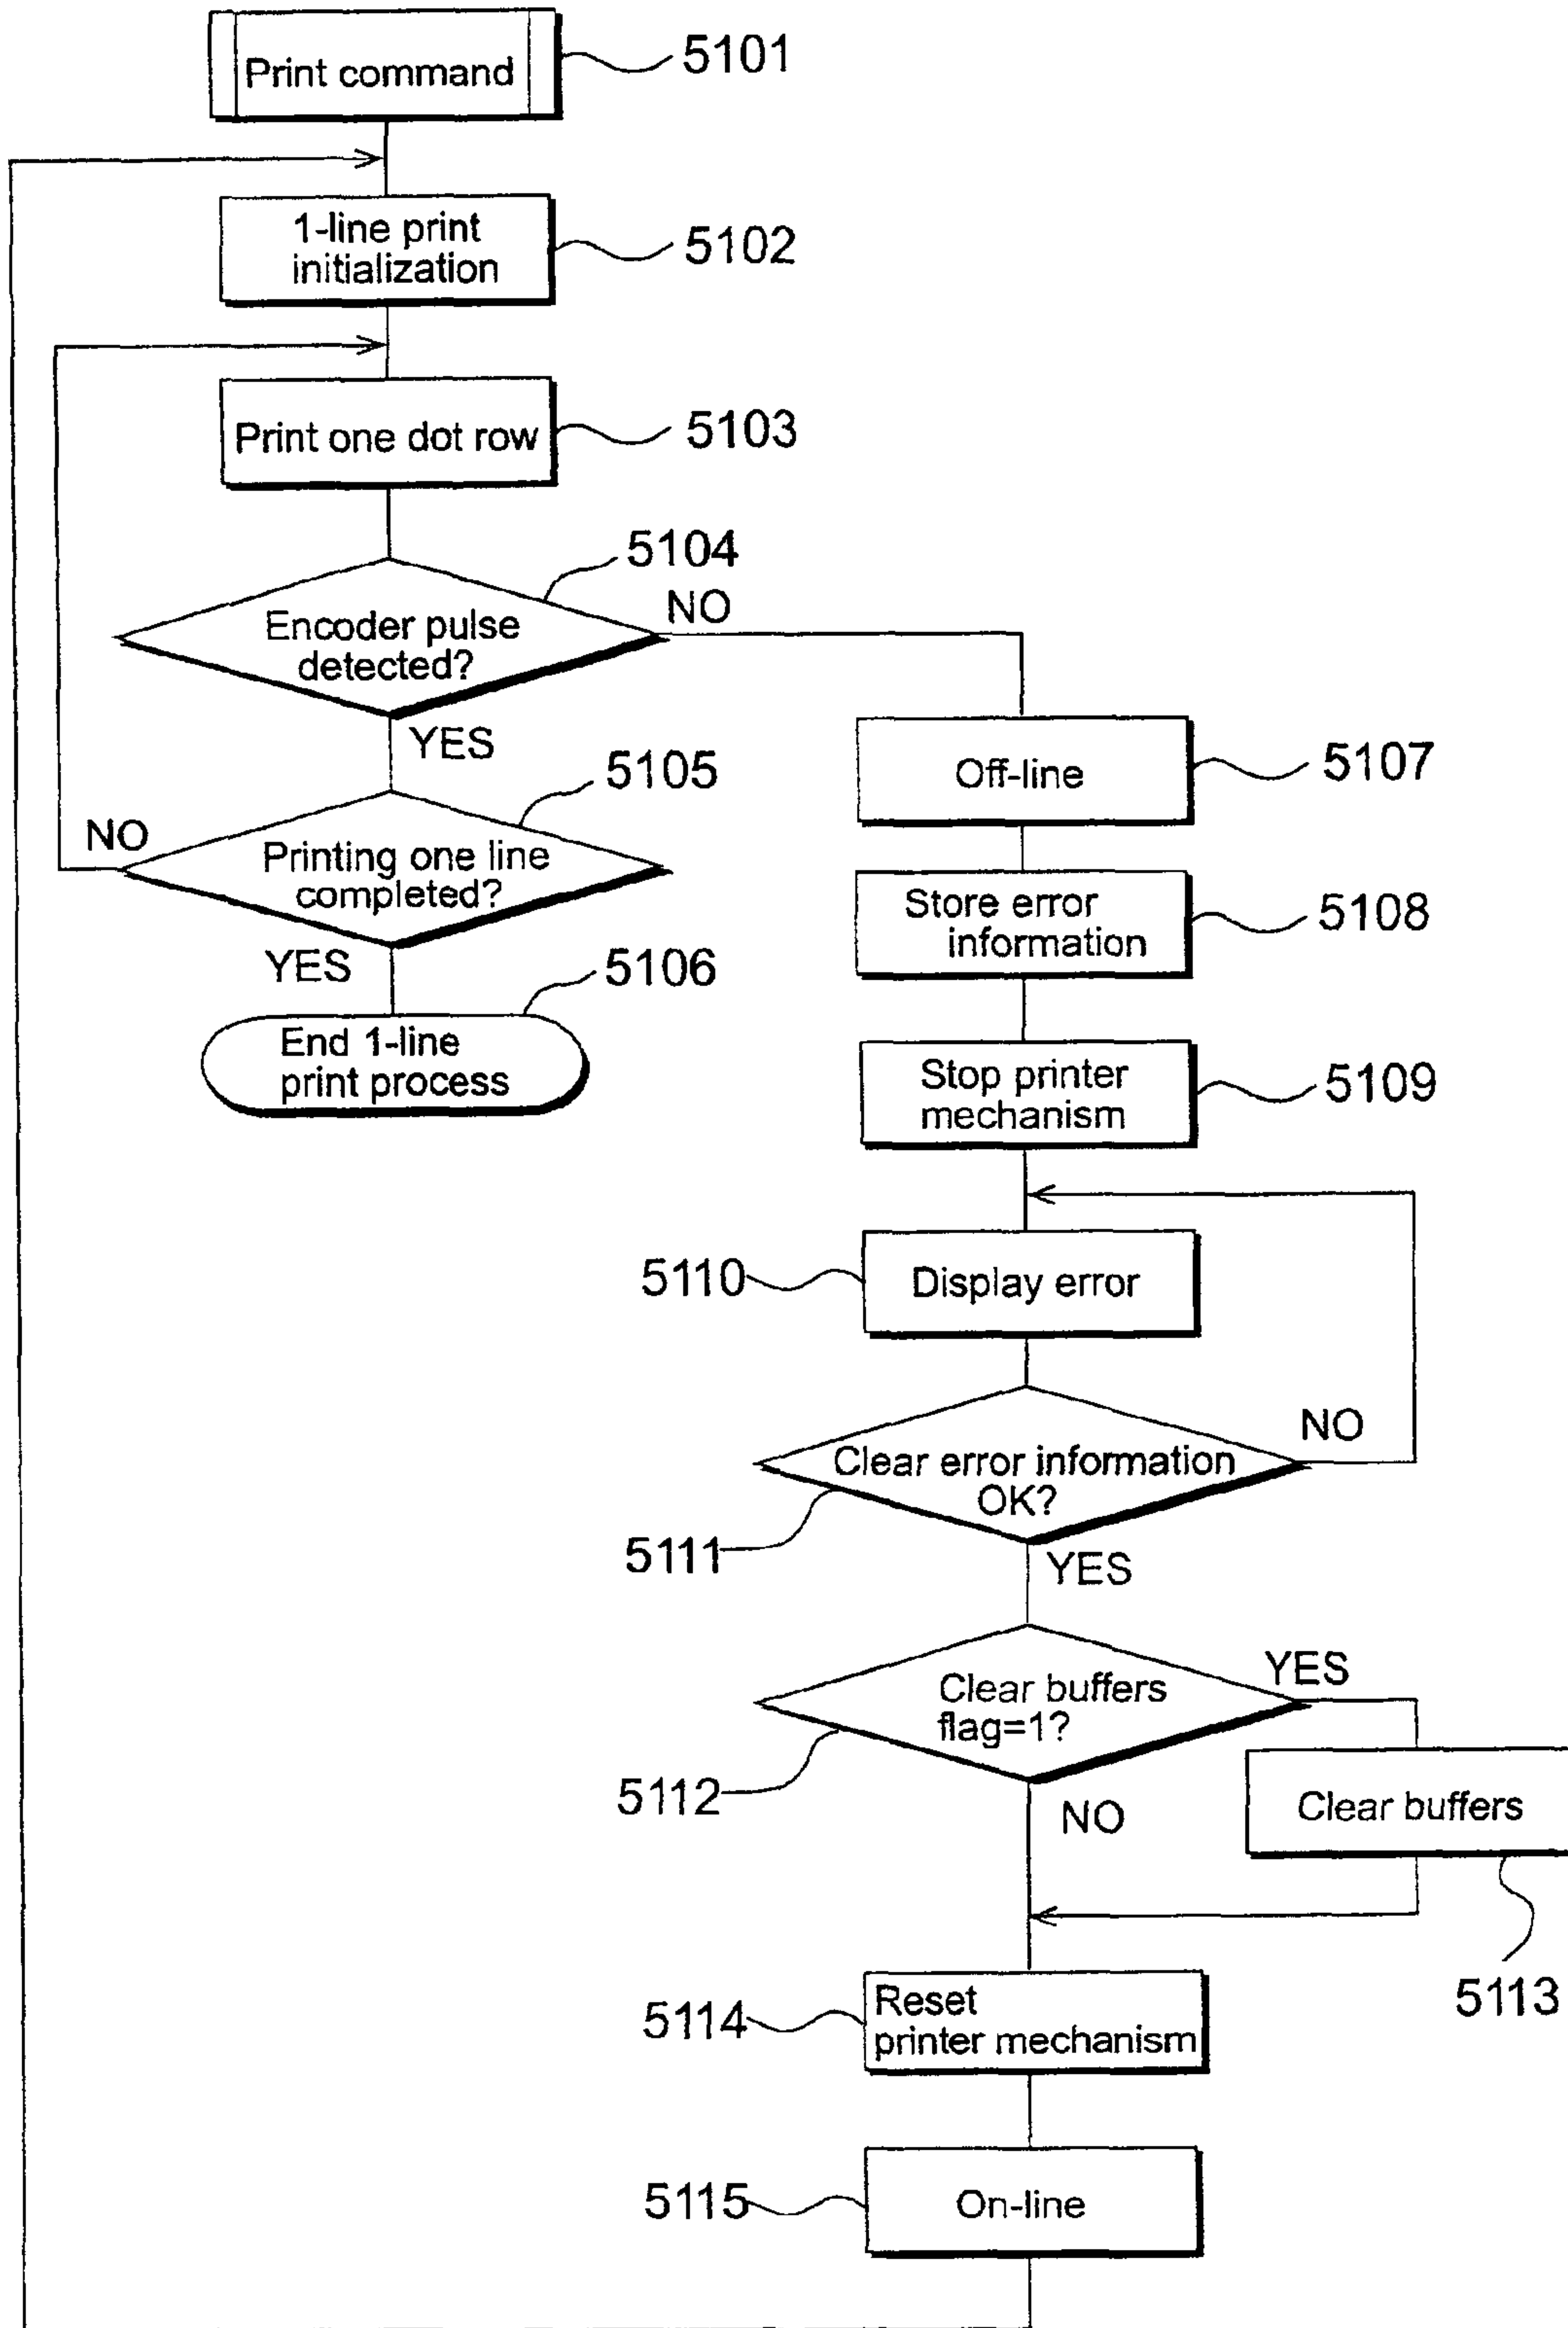 Print command
5101
1-line print
initialization
5102
Print one dot row
5103
5104
Encoder pulse
detected?
NO
YES
5105
Printing one line
completed?
NO
YES
5106
End 1-line
print process
Off-line
5107
Store error
information
5108
Stop printer
mechanism
5109
5110
Display error
Clear error information
OK?
NO
5111
YES
Clear buffers
flag=1?
YES
5112
NO
Clear buffers
5113
5114
Reset
printer mechanism
5115
On-line